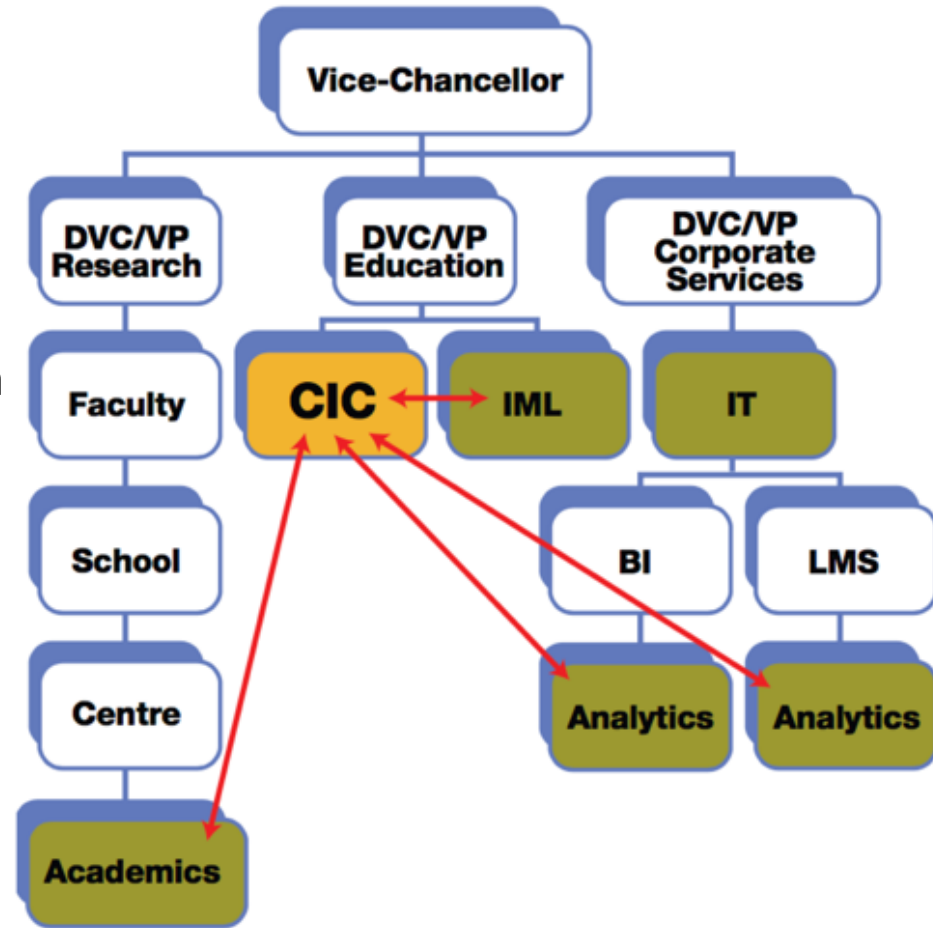 Vice-Chancellor
DVC/VP
Research
DVC/VP
Education
DVC/VP
Corporate
Services
Faculty
CIC
IML
IT
School
BI
LMS
Centre
Analytics
Analytics
Academics